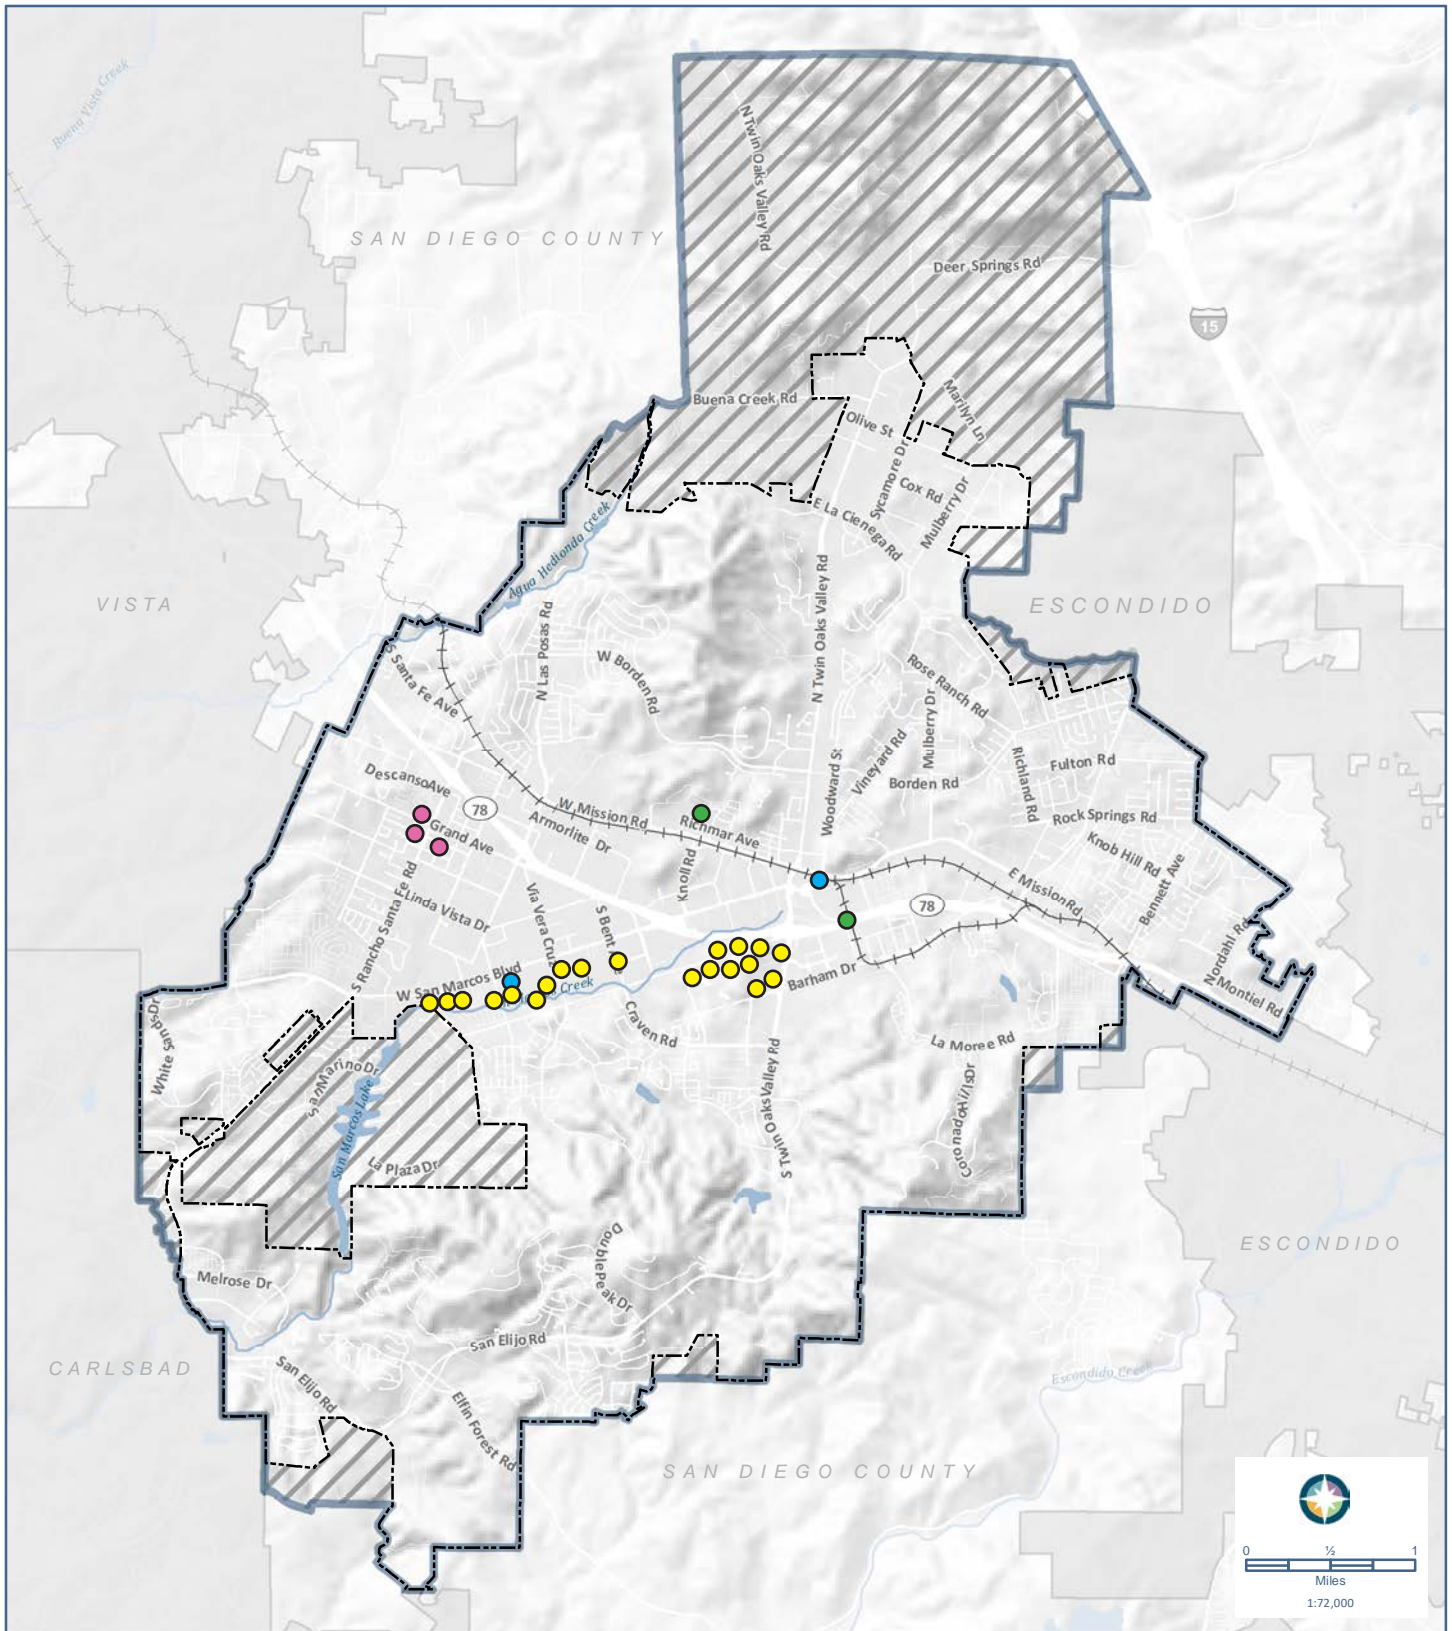 Buena Vista Creek
N Twin Oaks Valley Rd
SAN DIEGO COUNTY
Deer Springs Rd
15
Buena Creek Rd
Marilyn Ln
Olive St
Sycamore Dr
Cox Rd
Mulberry Dr
E La Cienega Rd
Agua Hedionda Creek
VISTA
ESCONDIDO
N Las Posas Rd
N Twin Oaks Valley Rd
S Santa Fe Ave
W Borden Rd
Rose Ranch Rd
Mulberry Dr
Vineyard Rd
Woodward St
Borden Rd
Richland Rd
Fulton Rd
Descanso Ave
78
W Mission Rd
Richmar Ave
Rock Springs Rd
Grand Ave
Armorlite Dr
Knoll Rd
Knob Hill Rd
Bennett Ave
E Mission Rd
S Rancho Santa Fe Rd
Linda Vista Dr
Via Vera Cruz
S Bent
78
Nordahl Rd
W San Marcos Blvd
Creek
Barham Dr
Montiel Rd
White Sands Dr
Craven Rd
La Moree Rd
San Marino Dr
San Marcos Lake
S Twin Oaks Valley Rd
Coronado Hills Dr
La Plaza Dr
Double Peak Dr
ESCONDIDO
Melrose Dr
San Elijo Rd
CARLSBAD
San Elijo Rd
Escondido Creek
Elfin Forest Rd
SAN DIEGO COUNTY
0 ½ 1
Miles
1:72,000